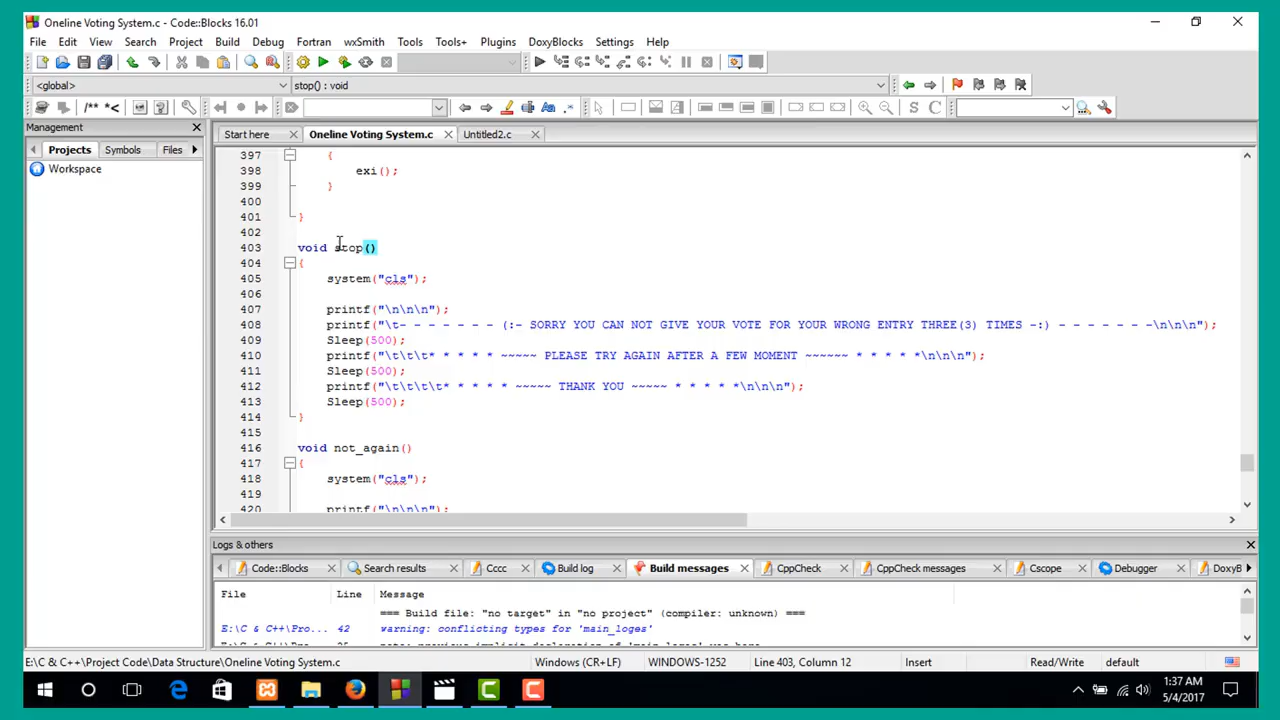 Oneline Voting System.c - Code::Blocks 16.01
File Edit View Search Project Build Debug Fortran wxSmith Tools Tools+ Plugins DoxyBlocks Settings Help
<global> stop() : void
/** *<
S C
Management
Start here Oneline Voting System.c Untitled2.c
Projects Symbols Files
Workspace
397 {
398 exi();
399 }
400
401 }
402
403 void stop()
404 {
405 system("cls");
406
407 printf("\n\n\n");
408 printf("\t- - - - - - - (:- SORRY YOU CAN NOT GIVE YOUR VOTE FOR YOUR WRONG ENTRY THREE(3) TIMES -:) - - - - - - -\n\n\n");
409 Sleep(500);
410 printf("\t\t\t* * * * * ~~~~~ PLEASE TRY AGAIN AFTER A FEW MOMENT ~~~~~~ * * * * *\n\n\n");
411 Sleep(500);
412 printf("\t\t\t\t* * * * * ~~~~~ THANK YOU ~~~~~ * * * * *\n\n\n");
413 Sleep(500);
414 }
415
416 void not_again()
417 {
418 system("cls");
419
420 printf("\n\n\n");
Logs & others
Code::Blocks Search results Cccc Build log Build messages CppCheck CppCheck messages Cscope Debugger DoxyB
File Line Message
=== Build file: "no target" in "no project" (compiler: unknown) ===
E:\C & C++\Pro... 42 warning: conflicting types for 'main_loges'
E:\C & C++\Project Code\Data Structure\Oneline Voting System.c Windows (CR+LF) WINDOWS-1252 Line 403, Column 12 Insert Read/Write default
1:37 AM
5/4/2017